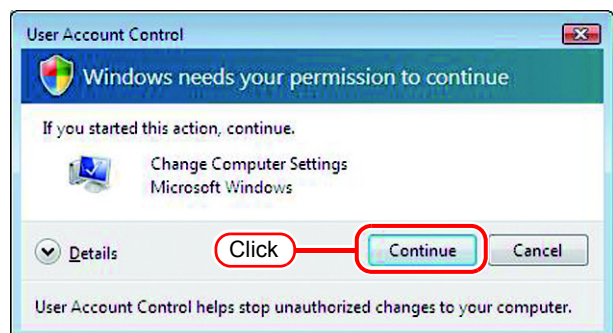 User Account Control
Windows needs your permission to continue
If you started this action, continue.
Change Computer Settings
Microsoft Windows
Details
Click
Continue
Cancel
User Account Control helps stop unauthorized changes to your computer.